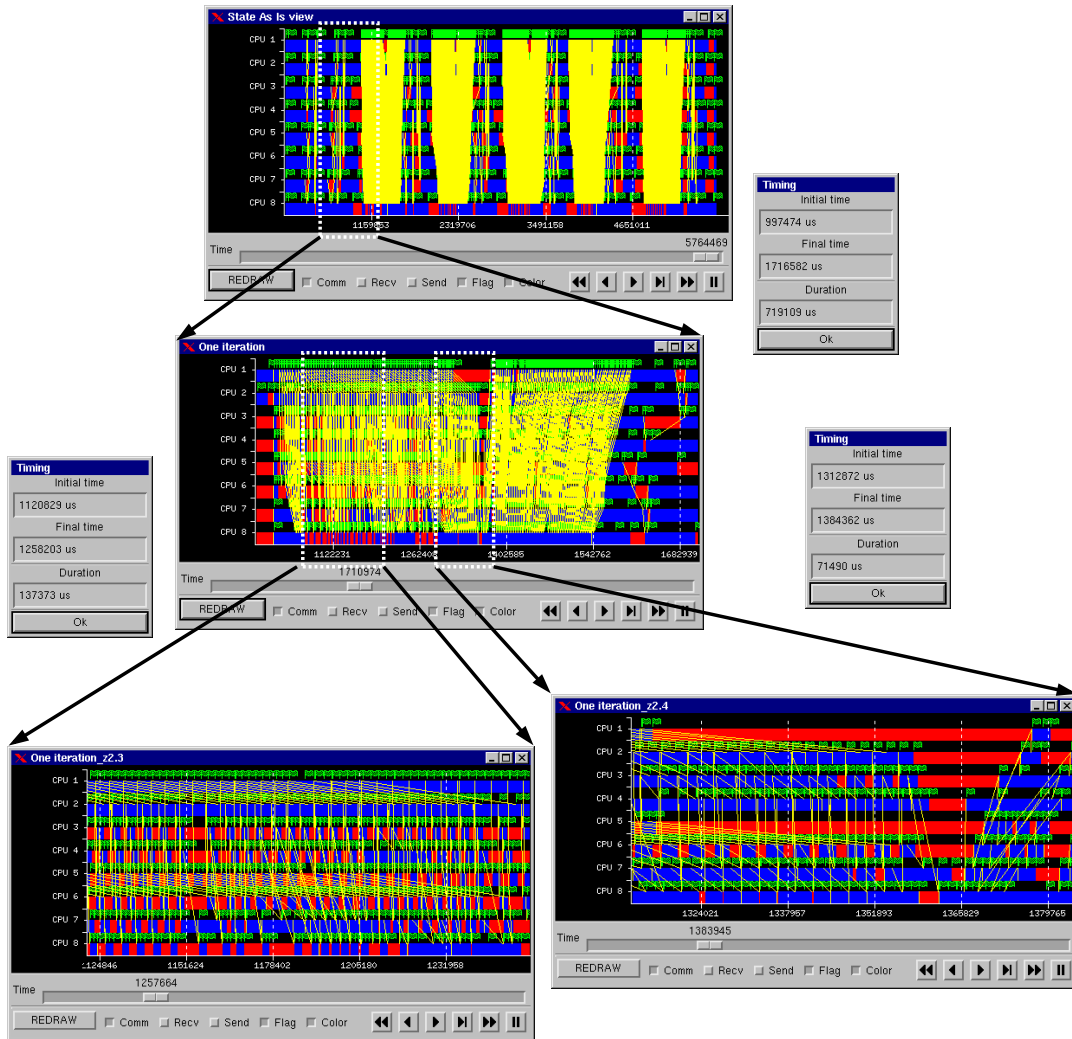 State As Is view
CPU 1
CPU 2
CPU 3
CPU 4
CPU 5
CPU 6
CPU 7
CPU 8
1159853 2319706 3491158 4651011
Time 5764469
REDRAW Comm Recv Send Flag Color
Timing
Initial time
997474 us
Final time
1716582 us
Duration
719109 us
Ok
One iteration
CPU 1
CPU 2
CPU 3
CPU 4
CPU 5
CPU 6
CPU 7
CPU 8
1122231 1262408 1402585 1542762 1682939
Time 1710974
REDRAW Comm Recv Send Flag Color
Timing
Initial time
1120829 us
Final time
1258203 us
Duration
137373 us
Ok
Timing
Initial time
1312872 us
Final time
1384362 us
Duration
71490 us
Ok
One iteration_z2.3
CPU 1
CPU 2
CPU 3
CPU 4
CPU 5
CPU 6
CPU 7
CPU 8
1124846 1151624 1178402 1205180 1231958
Time 1257664
REDRAW Comm Recv Send Flag Color
One iteration_z2.4
CPU 1
CPU 2
CPU 3
CPU 4
CPU 5
CPU 6
CPU 7
CPU 8
1324021 1337957 1351893 1365829 1379765
Time 1383945
REDRAW Comm Recv Send Flag Color